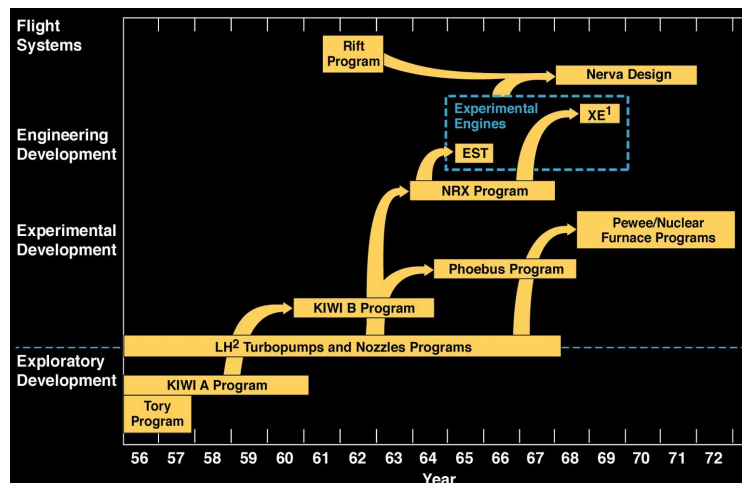 Flight
Systems
Rift
Program
Nerva Design
Experimental
Engines
XE1
Engineering
Development
EST
NRX Program
Experimental
Development
Pewee/Nuclear
Furnace Programs
Phoebus Program
KIWI B Program
LH2 Turbopumps and Nozzles Programs
Exploratory
Development
KIWI A Program
Tory
Program
56 57 58 59 60 61 62 63 64 65 66 67 68 69 70 71 72
Year